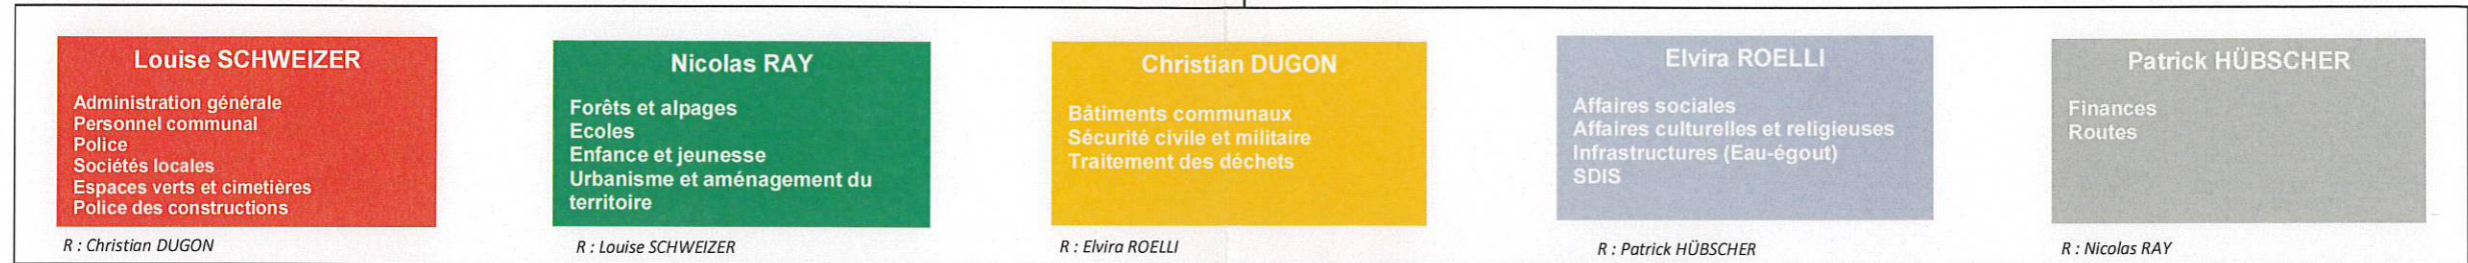 Louise SCHWEIZER
Administration générale
Personnel communal
Police
Sociétés locales
Espaces verts et cimetières
Police des constructions
R : Christian DUGON
Nicolas RAY
Forêts et alpages
Ecoles
Enfance et jeunesse
Urbanisme et aménagement du
territoire
R : Louise SCHWEIZER
Christian DUGON
Bâtiments communaux
Sécurité civile et militaire
Traitement des déchets
R : Elvira ROELLI
Elvira ROELLI
Affaires sociales
Affaires culturelles et religieuses
Infrastructures (Eau-égout)
SDIS
R : Patrick HÜBSCHER
Patrick HÜBSCHER
Finances
Routes
R : Nicolas RAY